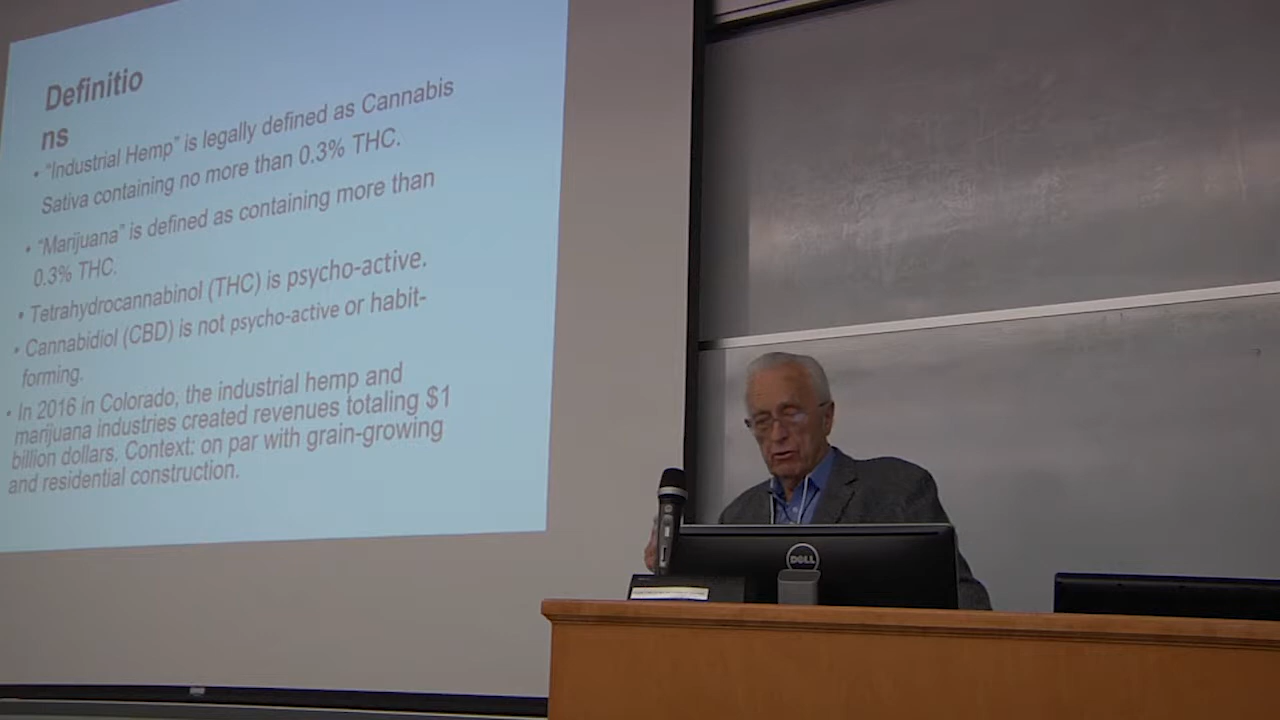 Definitio
ns
• “Industrial Hemp” is legally defined as Cannabis
Sativa containing no more than 0.3% THC.
• “Marijuana” is defined as containing more than
0.3% THC.
• Tetrahydrocannabinol (THC) is psycho-active.
• Cannabidiol (CBD) is not psycho-active or habit-
forming.
• In 2016 in Colorado, the industrial hemp and
marijuana industries created revenues totaling $1
billion dollars. Context: on par with grain-growing
and residential construction.
DELL